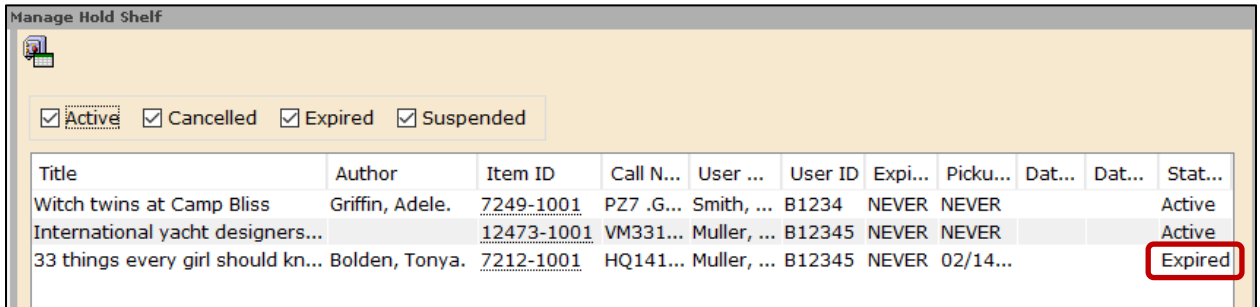 Manage Hold Shelf
Active Cancelled Expired Suspended
Title Author Item ID Call N... User ... User ID Expi... Picku... Dat... Dat... Stat...
Witch twins at Camp Bliss Griffin, Adele. 7249-1001 PZ7 .G... Smith, ... B1234 NEVER NEVER Active
International yacht designers... 12473-1001 VM331... Muller, ... B12345 NEVER NEVER Active
33 things every girl should kn... Bolden, Tonya. 7212-1001 HQ141... Muller, ... B12345 NEVER 02/14... Expired